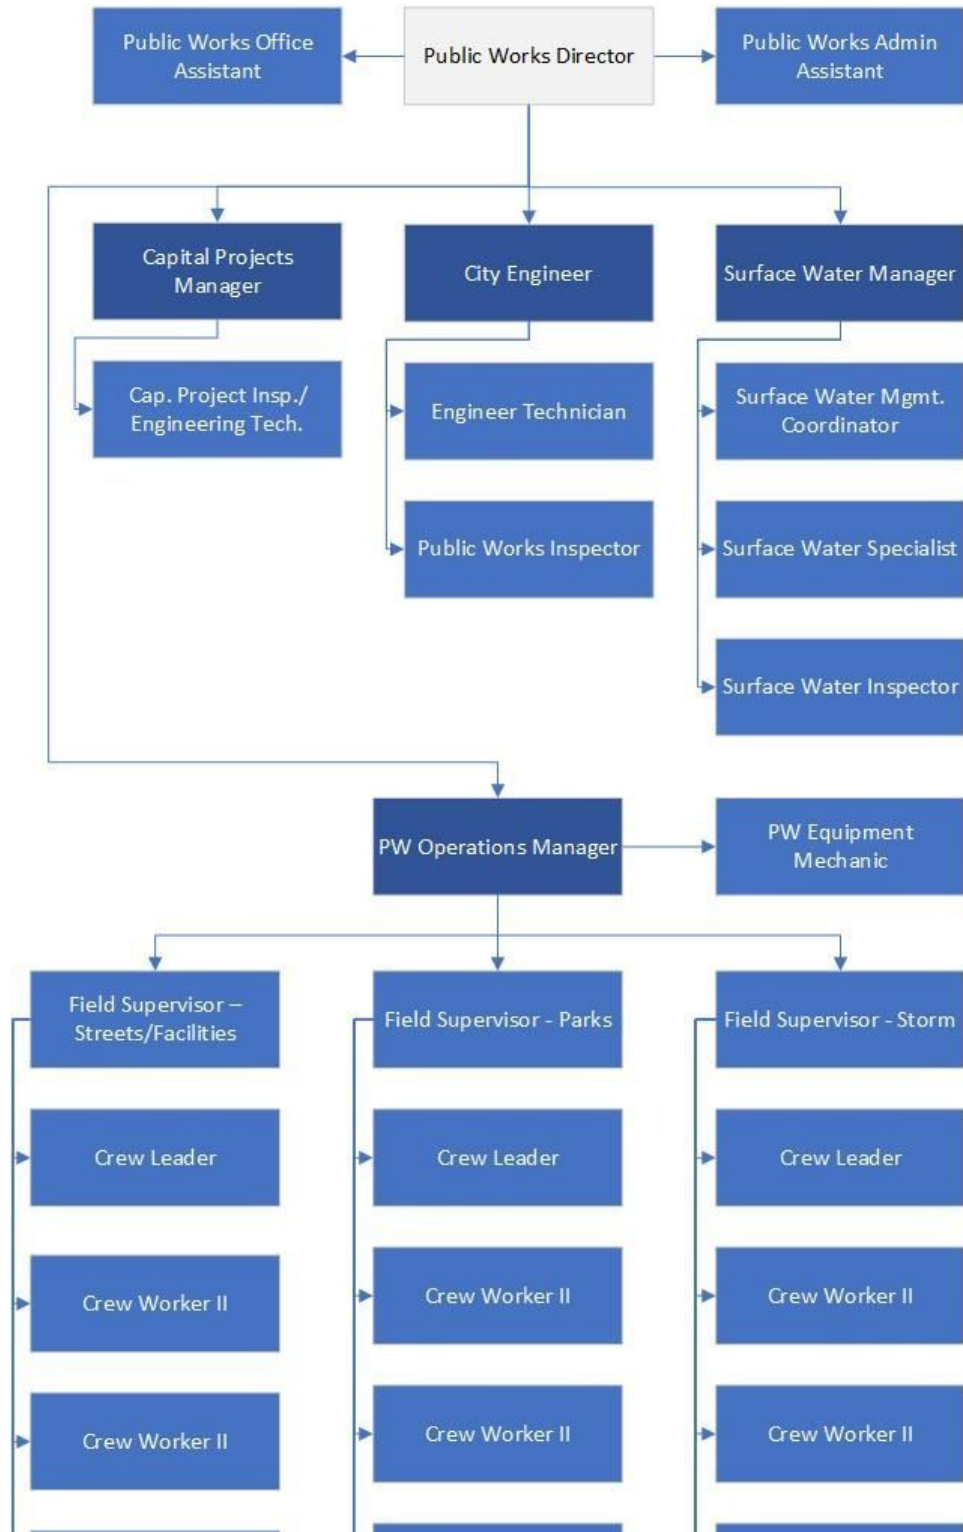 Public Works Office
Assistant
Public Works Director
Public Works Admin
Assistant
Capital Projects
Manager
City Engineer
Surface Water Manager
Cap. Project Insp./
Engineering Tech.
Engineer Technician
Surface Water Mgmt.
Coordinator
Public Works Inspector
Surface Water Specialist
Surface Water Inspector
PW Operations Manager
PW Equipment
Mechanic
Field Supervisor –
Streets/Facilities
Field Supervisor - Parks
Field Supervisor - Storm
Crew Leader
Crew Leader
Crew Leader
Crew Worker II
Crew Worker II
Crew Worker II
Crew Worker II
Crew Worker II
Crew Worker II